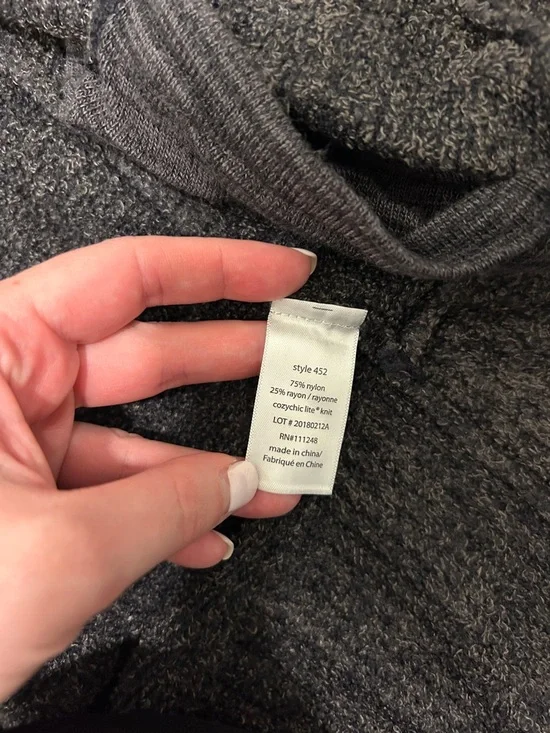 style 452
75% nylon
25% rayon / rayonne
cozychic lite® knit
LOT # 20180212A
RN#111248
made in china/
Fabriqué en Chine